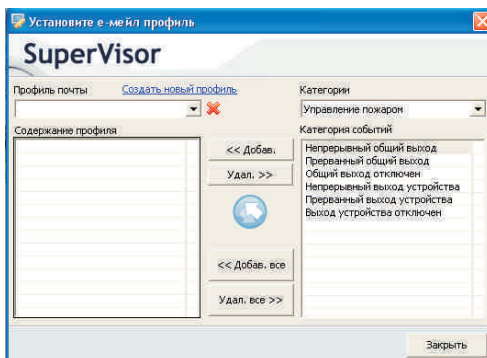 Установите е-мейл профиль
SuperVisor
Профиль почты
Создать новый профиль
Категории
Управление пожаром
Содержание профиля
Категория событий
<< Добав.
Удал. >>
<< Добав. все
Удал. все >>
Непрерывный общий выход
Прерванный общий выход
Общий выход отключен
Непрерывный выход устройства
Прерванный выход устройства
Выход устройства отключен
Закрыть